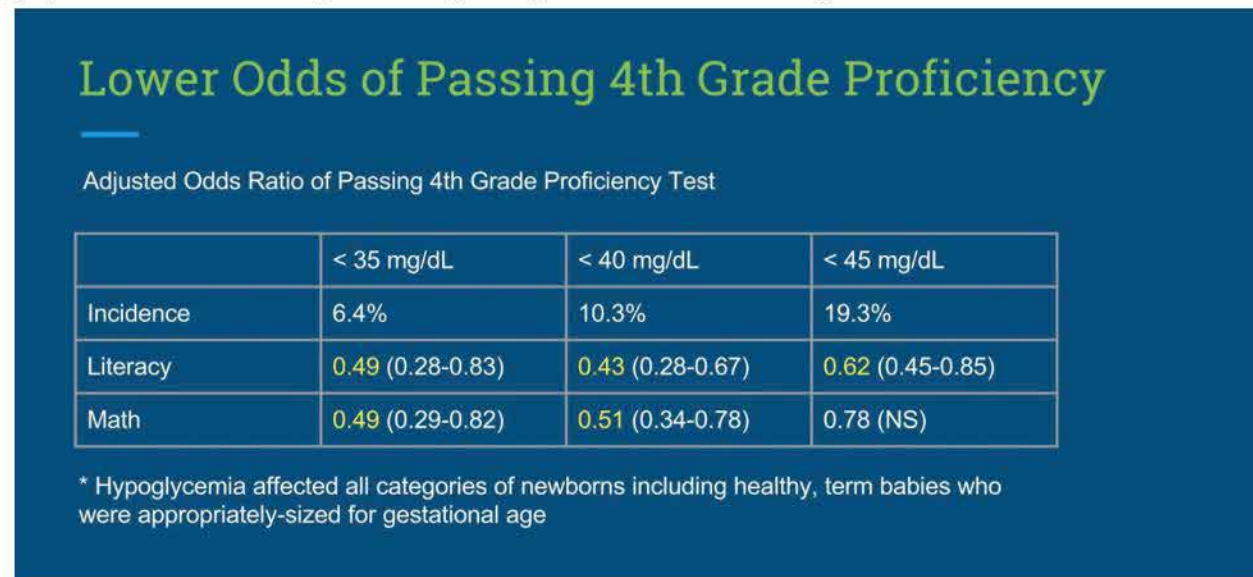 Lower Odds of Passing 4th Grade Proficiency
Adjusted Odds Ratio of Passing 4th Grade Proficiency Test
< 35 mg/dL < 40 mg/dL < 45 mg/dL
Incidence 6.4% 10.3% 19.3%
Literacy 0.49 (0.28-0.83) 0.43 (0.28-0.67) 0.62 (0.45-0.85)
Math 0.49 (0.29-0.82) 0.51 (0.34-0.78) 0.78 (NS)
* Hypoglycemia affected all categories of newborns including healthy, term babies who
were appropriately-sized for gestational age